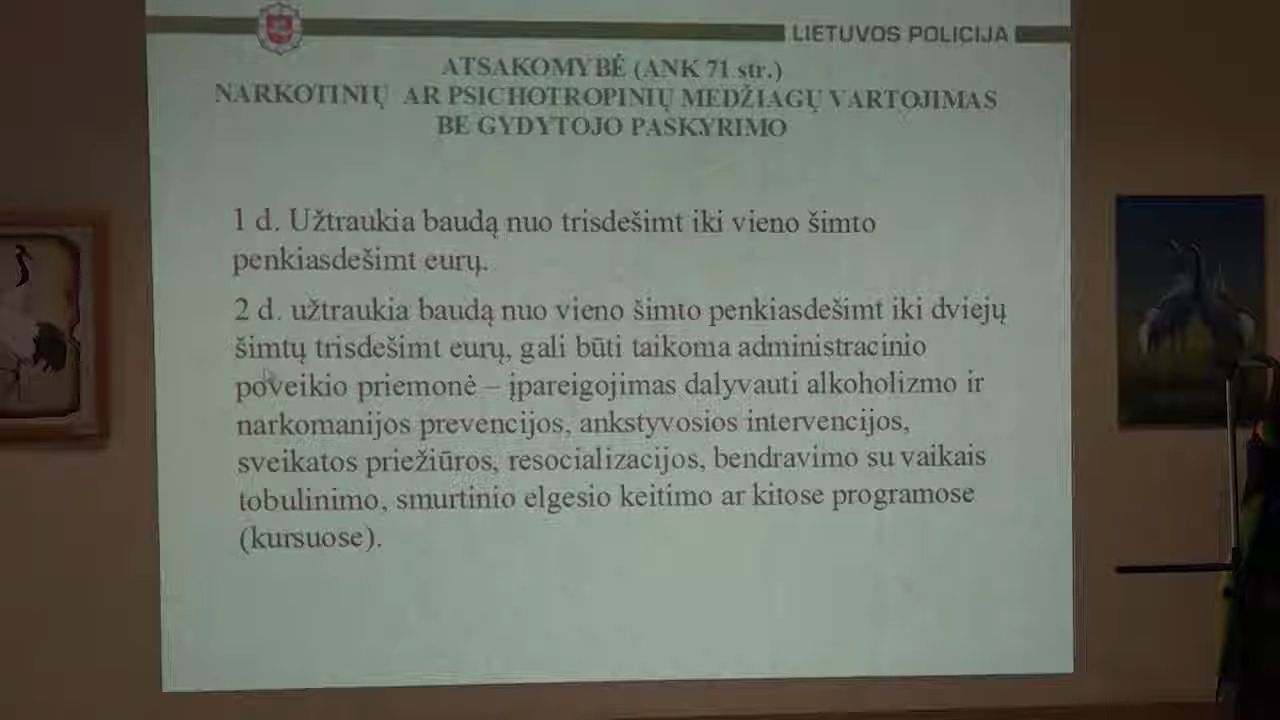 LIETUVOS POLICIJA
ATSAKOMYBĖ (ANK 71 str.)
NARKOTINIŲ AR PSICHOTROPINIŲ MEDŽIAGŲ VARTOJIMAS
BE GYDYTOJO PASKYRIMO
1 d. Užtraukia baudą nuo trisdešimt iki vieno šimto
penkiasdešimt eurų.
2 d. užtraukia baudą nuo vieno šimto penkiasdešimt iki dviejų
šimtų trisdešimt eurų, gali būti taikoma administracinio
poveikio priemonė – įpareigojimas dalyvauti alkoholizmo ir
narkomanijos prevencijos, ankstyvosios intervencijos,
sveikatos priežiūros, resocializacijos, bendravimo su vaikais
tobulinimo, smurtinio elgesio keitimo ar kitose programose
(kursuose).